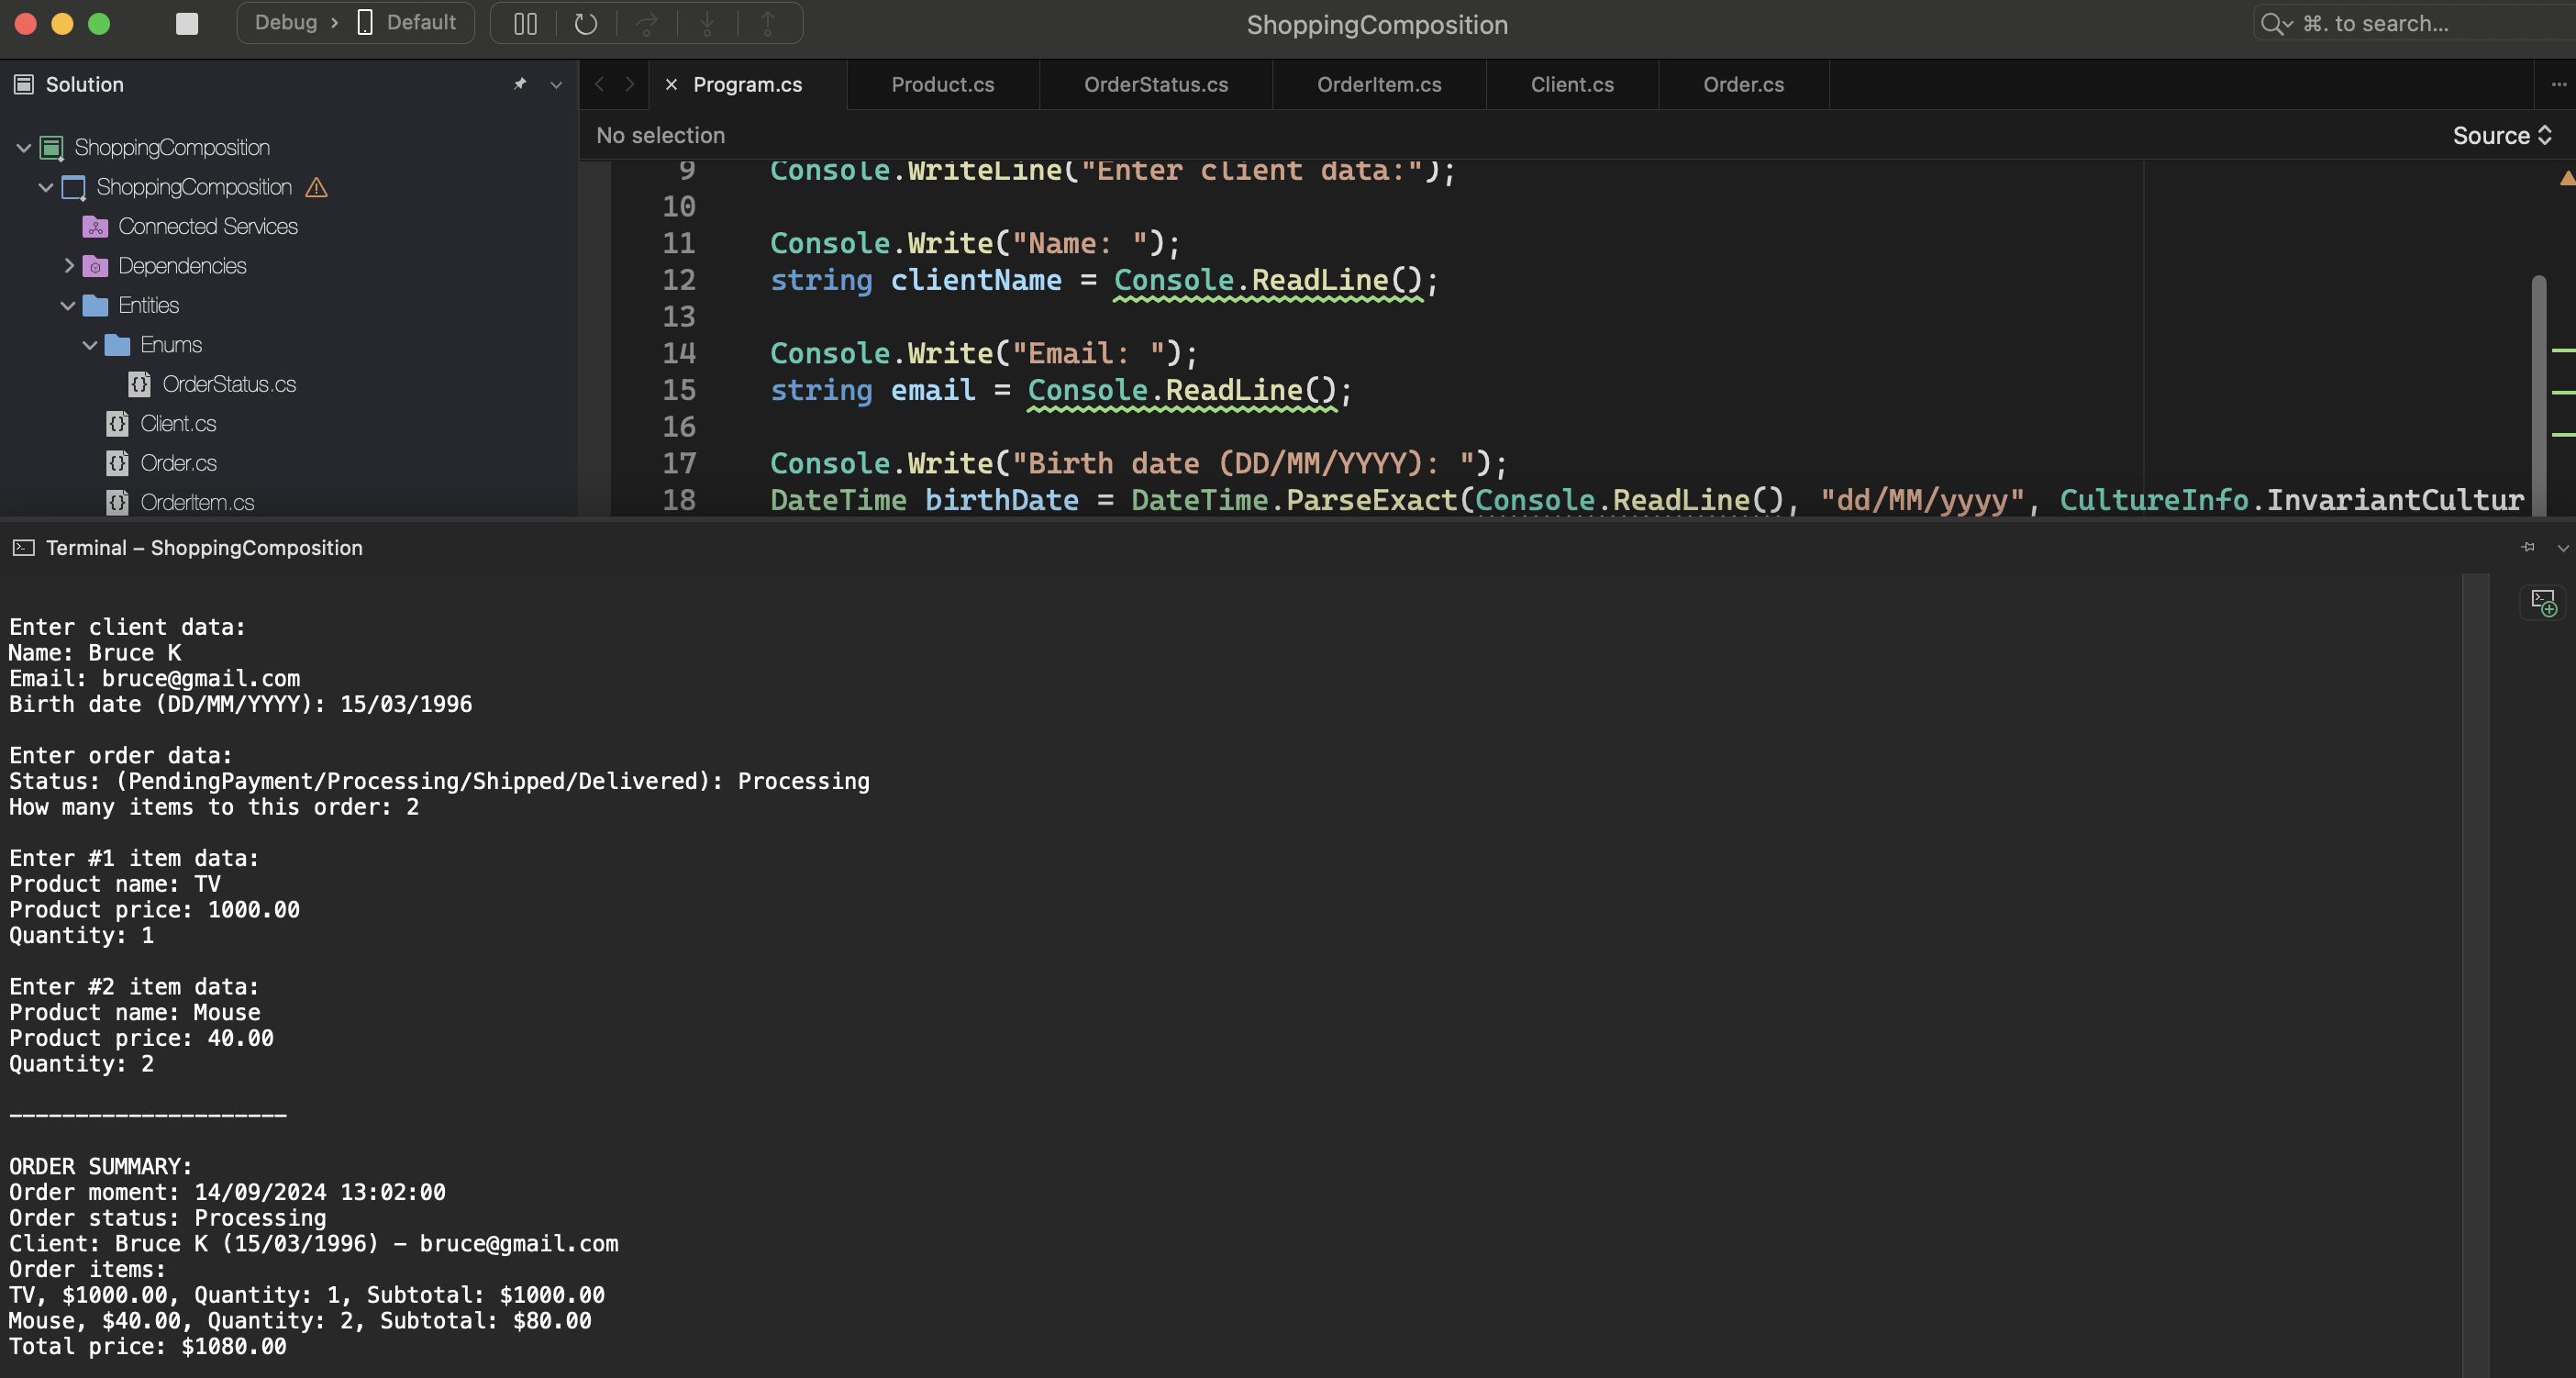 Debug › Default
ShoppingComposition
⌘. to search...
Solution
Program.cs
Product.cs
OrderStatus.cs
OrderItem.cs
Client.cs
Order.cs
No selection
Source
ShoppingComposition
ShoppingComposition
Connected Services
Dependencies
Entities
Enums
OrderStatus.cs
Client.cs
Order.cs
OrderItem.cs
9 Console.WriteLine("Enter client data:");
10
11 Console.Write("Name: ");
12 string clientName = Console.ReadLine();
13
14 Console.Write("Email: ");
15 string email = Console.ReadLine();
16
17 Console.Write("Birth date (DD/MM/YYYY): ");
18 DateTime birthDate = DateTime.ParseExact(Console.ReadLine(), "dd/MM/yyyy", CultureInfo.InvariantCultur
Terminal – ShoppingComposition
Enter client data:
Name: Bruce K
Email: bruce@gmail.com
Birth date (DD/MM/YYYY): 15/03/1996
Enter order data:
Status: (PendingPayment/Processing/Shipped/Delivered): Processing
How many items to this order: 2
Enter #1 item data:
Product name: TV
Product price: 1000.00
Quantity: 1
Enter #2 item data:
Product name: Mouse
Product price: 40.00
Quantity: 2
---------------------
ORDER SUMMARY:
Order moment: 14/09/2024 13:02:00
Order status: Processing
Client: Bruce K (15/03/1996) - bruce@gmail.com
Order items:
TV, $1000.00, Quantity: 1, Subtotal: $1000.00
Mouse, $40.00, Quantity: 2, Subtotal: $80.00
Total price: $1080.00